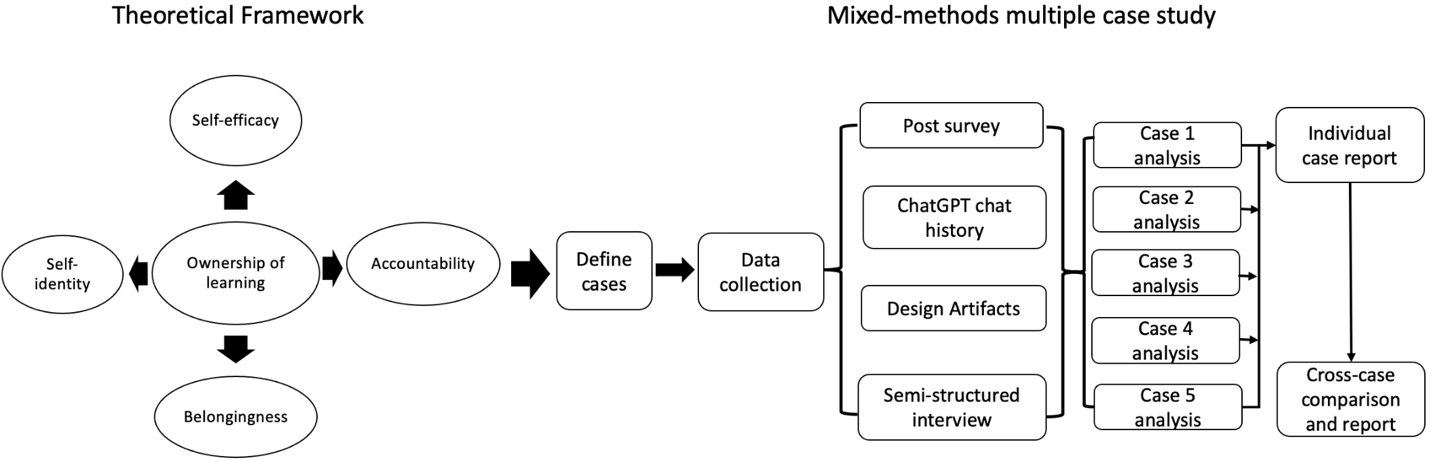 Theoretical Framework
Mixed-methods multiple case study
Self-efficacy
Self-
identity
Ownership of
learning
Accountability
Belongingness
Define
cases
Data
collection
Post survey
ChatGPT chat
history
Design Artifacts
Semi-structured
interview
Case 1
analysis
Case 2
analysis
Case 3
analysis
Case 4
analysis
Case 5
analysis
Individual
case report
Cross-case
comparison
and report